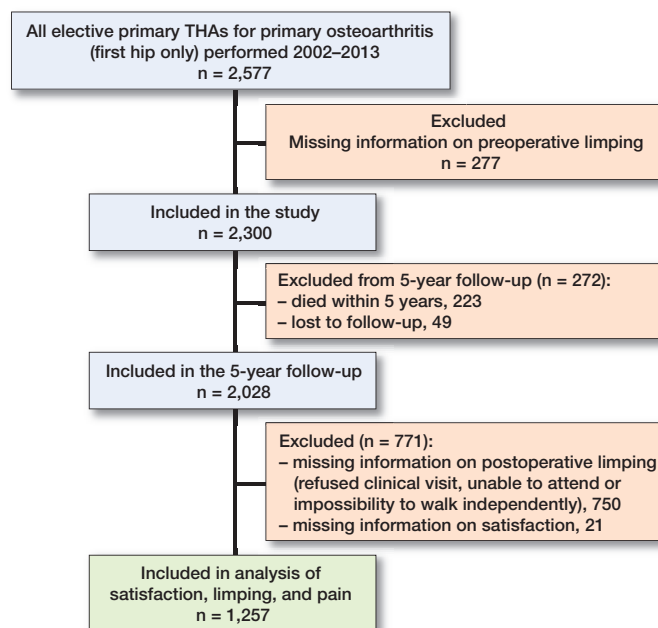 All elective primary THAs for primary osteoarthritis
(first hip only) performed 2002–2013
n = 2,577
Excluded
Missing information on preoperative limping
n = 277
Included in the study
n = 2,300
Excluded from 5-year follow-up (n = 272):
– died within 5 years, 223
– lost to follow-up, 49
Included in the 5-year follow-up
n = 2,028
Excluded (n = 771):
– missing information on postoperative limping
(refused clinical visit, unable to attend or
impossibility to walk independently), 750
– missing information on satisfaction, 21
Included in analysis of
satisfaction, limping, and pain
n = 1,257